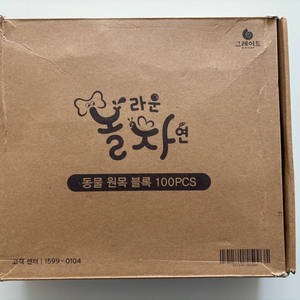 그레이트
놀라운 자연
동물 원목 블록 100PCS
고객 센터 | 1599-0104